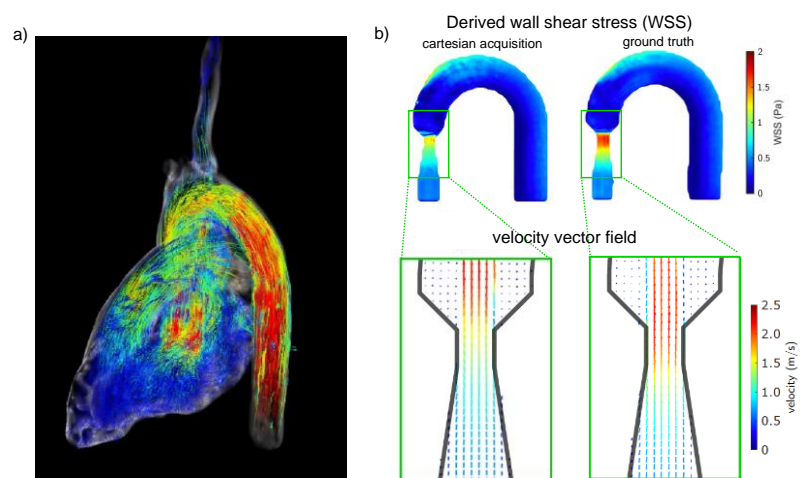 a)
b)
Derived wall shear stress (WSS)
cartesian acquisition
ground truth
2
1.5
1
0.5
0
WSS (Pa)
velocity vector field
2.5
2.0
1.5
1.0
0.5
0.0
velocity (m/s)